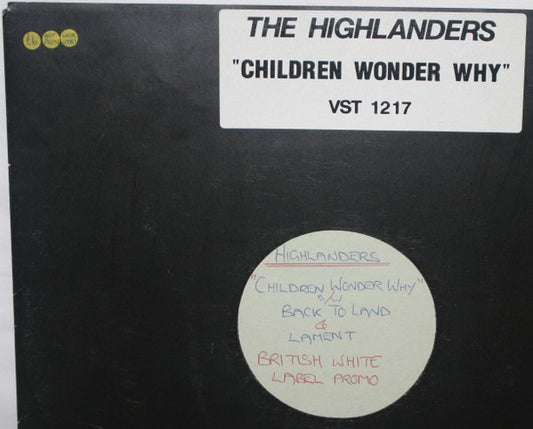 THE HIGHLANDERS
"CHILDREN WONDER WHY"
VST 1217
HIGHLANDERS
"CHILDREN WONDER WHY"
B/W
BACK TO LAND
&
LAMENT
BRITISH WHITE
LABEL PROMO